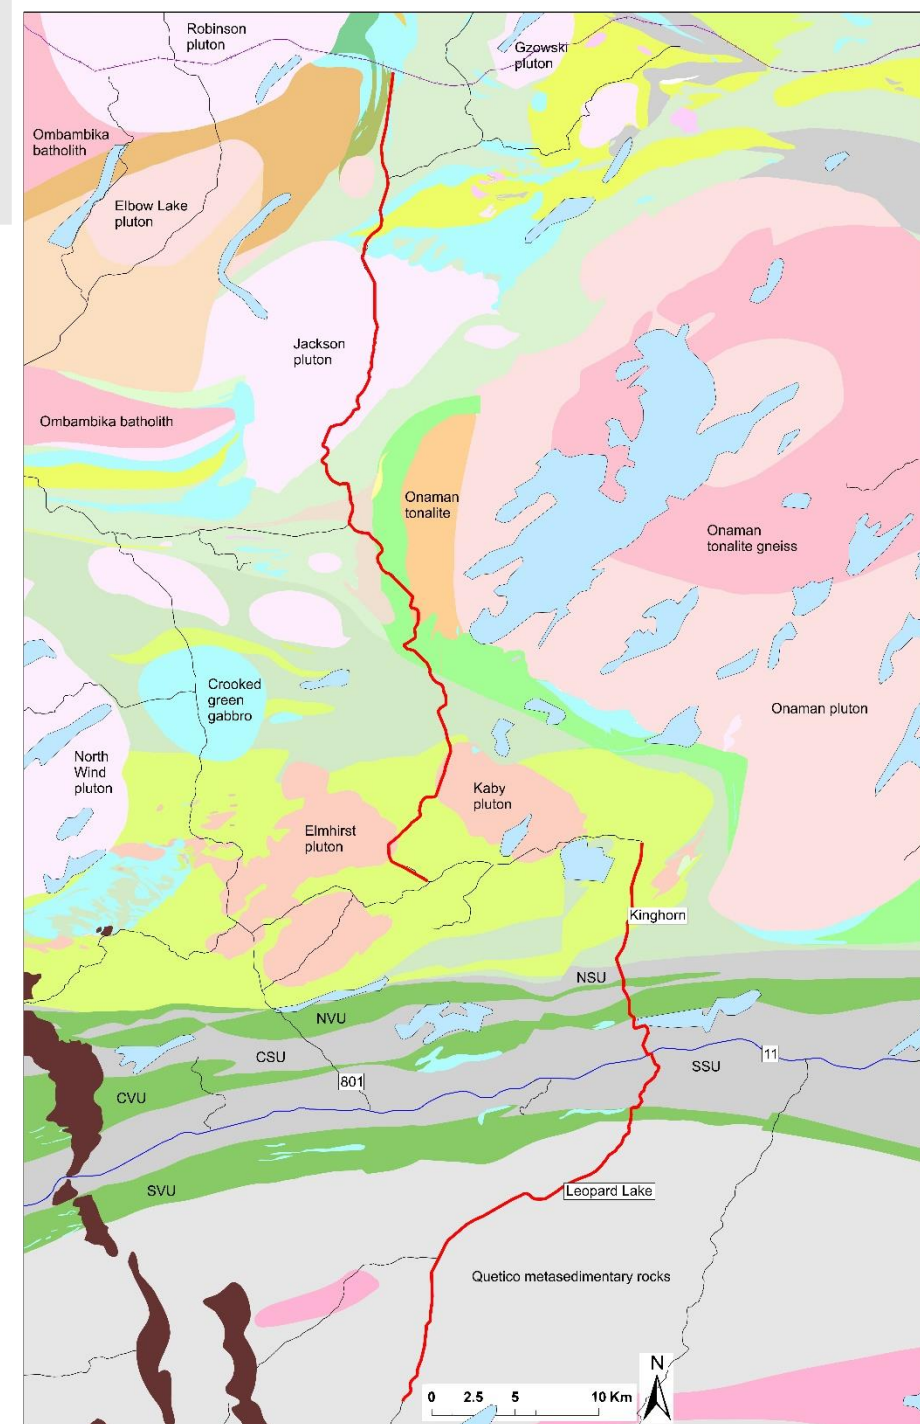 Robinson
pluton
Gzowski
pluton
Ombambika
batholith
Elbow Lake
pluton
Jackson
pluton
Ombambika batholith
Onaman
tonalite
Onaman
tonalite gneiss
Crooked
green
gabbro
Onaman pluton
North
Wind
pluton
Kaby
pluton
Elmhirst
pluton
Kinghorn
NSU
NVU
CSU
11
SSU
801
CVU
SVU
Leopard Lake
Quetico metasedimentary rocks
N
0 2.5 5 10 Km